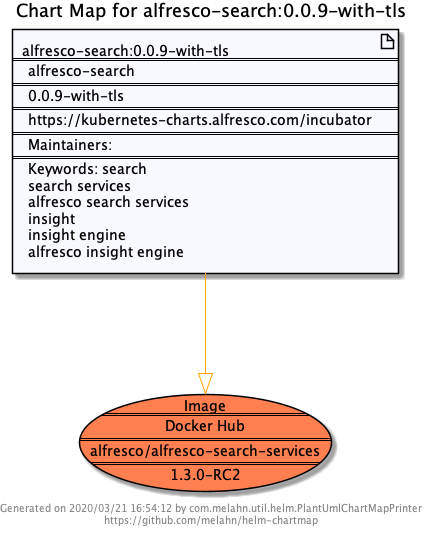 Chart Map for alfresco-search:0.0.9-with-tls
alfresco-search:0.0.9-with-tls
alfresco-search
0.0.9-with-tls
https://kubernetes-charts.alfresco.com/incubator
Maintainers:
Keywords: search
search services
alfresco search services
insight
insight engine
alfresco insight engine
Image
Docker Hub
alfresco/alfresco-search-services
1.3.0-RC2
Generated on 2020/03/21 16:54:12 by com.melahn.util.helm.PlantUmlChartMapPrinter
https://github.com/melahn/helm-chartmap